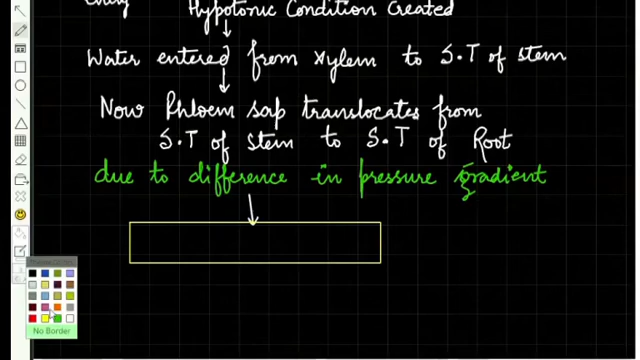 Hypotonic Condition Created
Water entered from xylem to S.T of stem
Now Phloem sap translocates from
S.T of stem to S.T of Root
due to difference in pressure gradient
No Border